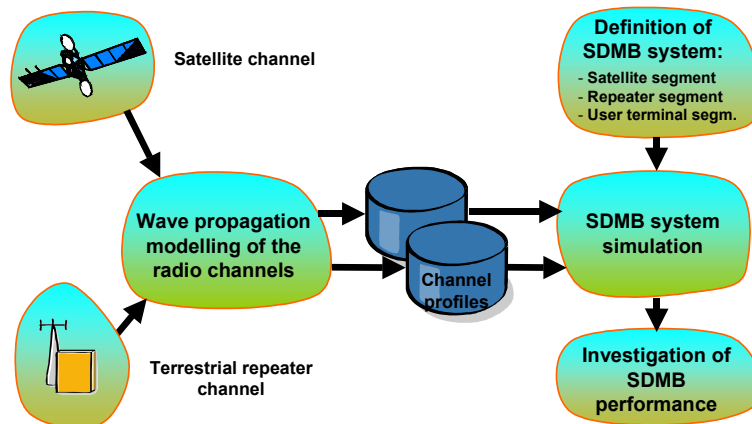 Satellite channel
Definition of
SDMB system:
- Satellite segment
- Repeater segment
- User terminal segm.
Wave propagation
modelling of the
radio channels
Channel
profiles
SDMB system
simulation
Terrestrial repeater
channel
Investigation of
SDMB
performance